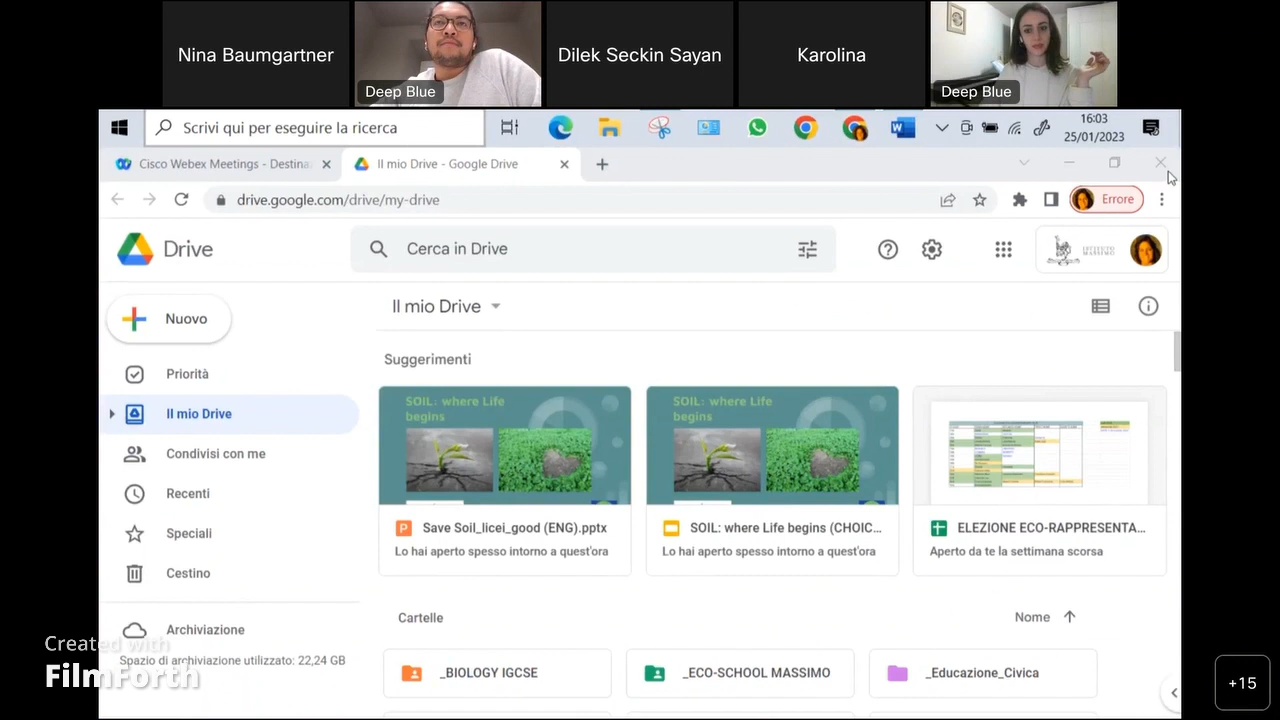 Nina Baumgartner
Deep Blue
Dilek Seckin Sayan
Karolina
Deep Blue
Scrivi qui per eseguire la ricerca
16:03
25/01/2023
Cisco Webex Meetings - Destina
Il mio Drive - Google Drive
drive.google.com/drive/my-drive
Errore
Drive
Cerca in Drive
ISTITUTO
MASSIMO
Nuovo
Il mio Drive
Priorità
Il mio Drive
Condivisi con me
Recenti
Speciali
Cestino
Archiviazione
Spazio di archiviazione utilizzato: 22,24 GB
Suggerimenti
SOIL: where Life
begins
Save Soil_licei_good (ENG).pptx
Lo hai aperto spesso intorno a quest'ora
SOIL: where Life
begins
SOIL: where Life begins (CHOIC...
Lo hai aperto spesso intorno a quest'ora
ELEZIONE ECO-RAPPRESENTA...
Aperto da te la settimana scorsa
Cartelle
Nome
_BIOLOGY IGCSE
_ECO-SCHOOL MASSIMO
_Educazione_Civica
Created with
FilmForth
+15